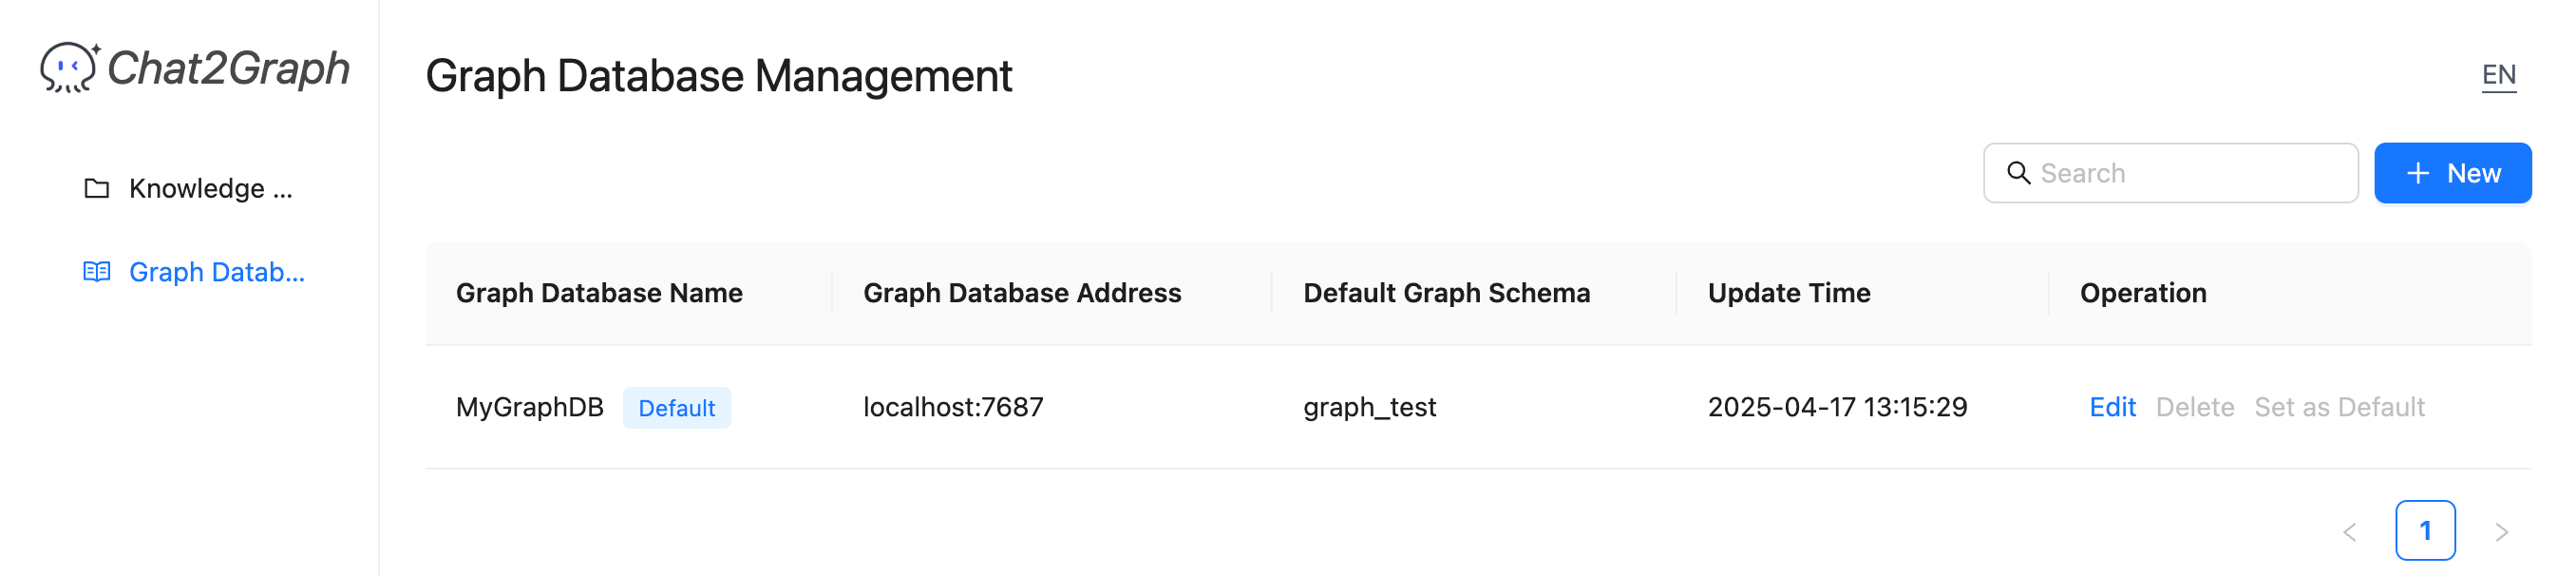 Chat2Graph
Knowledge ...
Graph Datab...
Graph Database Management
EN
Search
+ New
Graph Database Name Graph Database Address Default Graph Schema Update Time Operation
MyGraphDB Default localhost:7687 graph_test 2025-04-17 13:15:29 Edit Delete Set as Default
< 1 >